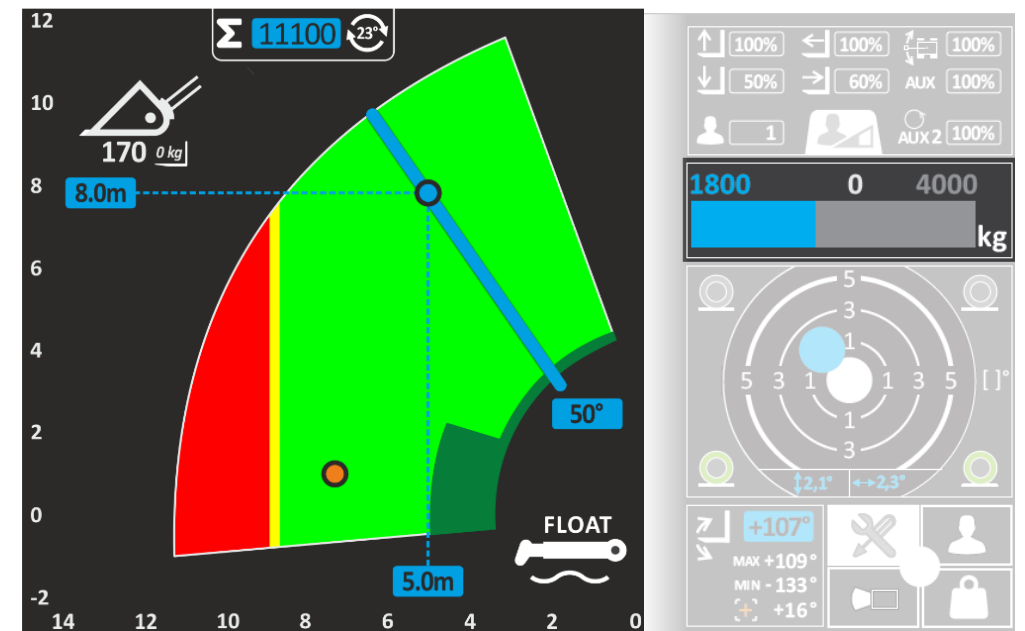 12
Σ 11100 23°
10
170 0 kg
8
8.0m
6
4
50°
2
0
FLOAT
5.0m
-2
14 12 10 8 6 4 2 0
100% 100% 100%
50% 60% AUX 100%
1 AUX 2 100%
1800 0 4000
kg
5
3
1
5 3 1 1 3 5 [ ]°
1
3
2,1° 2,3°
+107°
MAX +109°
MIN - 133°
+16°